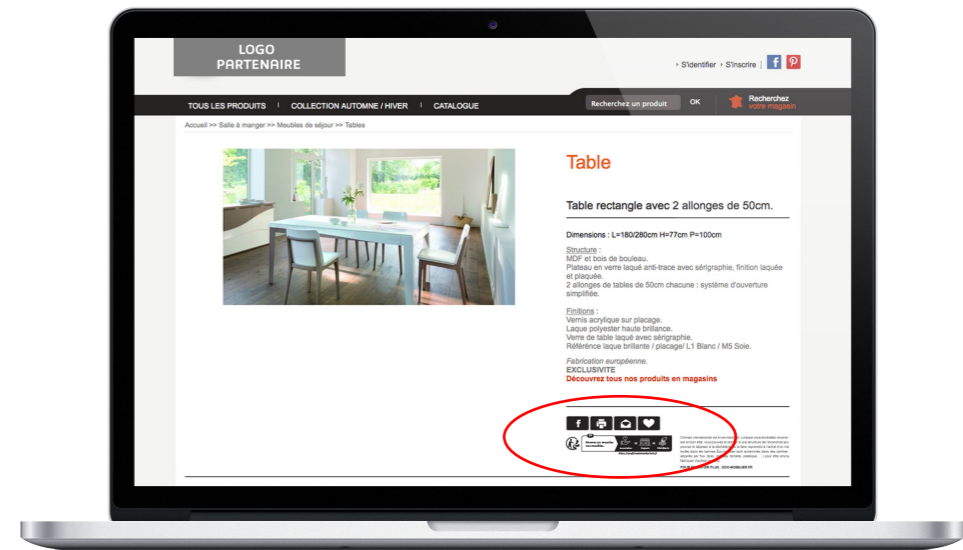 LOGO
PARTENAIRE
S'identifier
S'inscrire
TOUS LES PRODUITS
COLLECTION AUTOMNE / HIVER
CATALOGUE
Recherchez un produit
OK
Recherchez
votre magasin
Accueil >> Salle à manger >> Meubles de séjour >> Tables
Table
Table rectangle avec 2 allonges de 50cm.
Dimensions : L=180/280cm H=77cm P=100cm
Structure :
MDF et bois de bouleau.
Plateau en verre laqué anti-trace avec sérigraphie, finition laquée
et plaquée.
2 allonges de tables de 50cm chacune : système d'ouverture
simplifiée.
Finitions :
Vernis acrylique sur placage.
Laque polyester haute brillance.
Verre de table laqué avec sérigraphie.
Référence laque brillante / placage/ L1 Blanc / M5 Soie.
Fabrication européenne.
EXCLUSIVITE
Découvrez tous nos produits en magasins